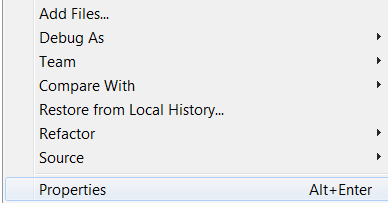 Add Files...
Debug As
Team
Compare With
Restore from Local History...
Refactor
Source
Properties Alt+Enter